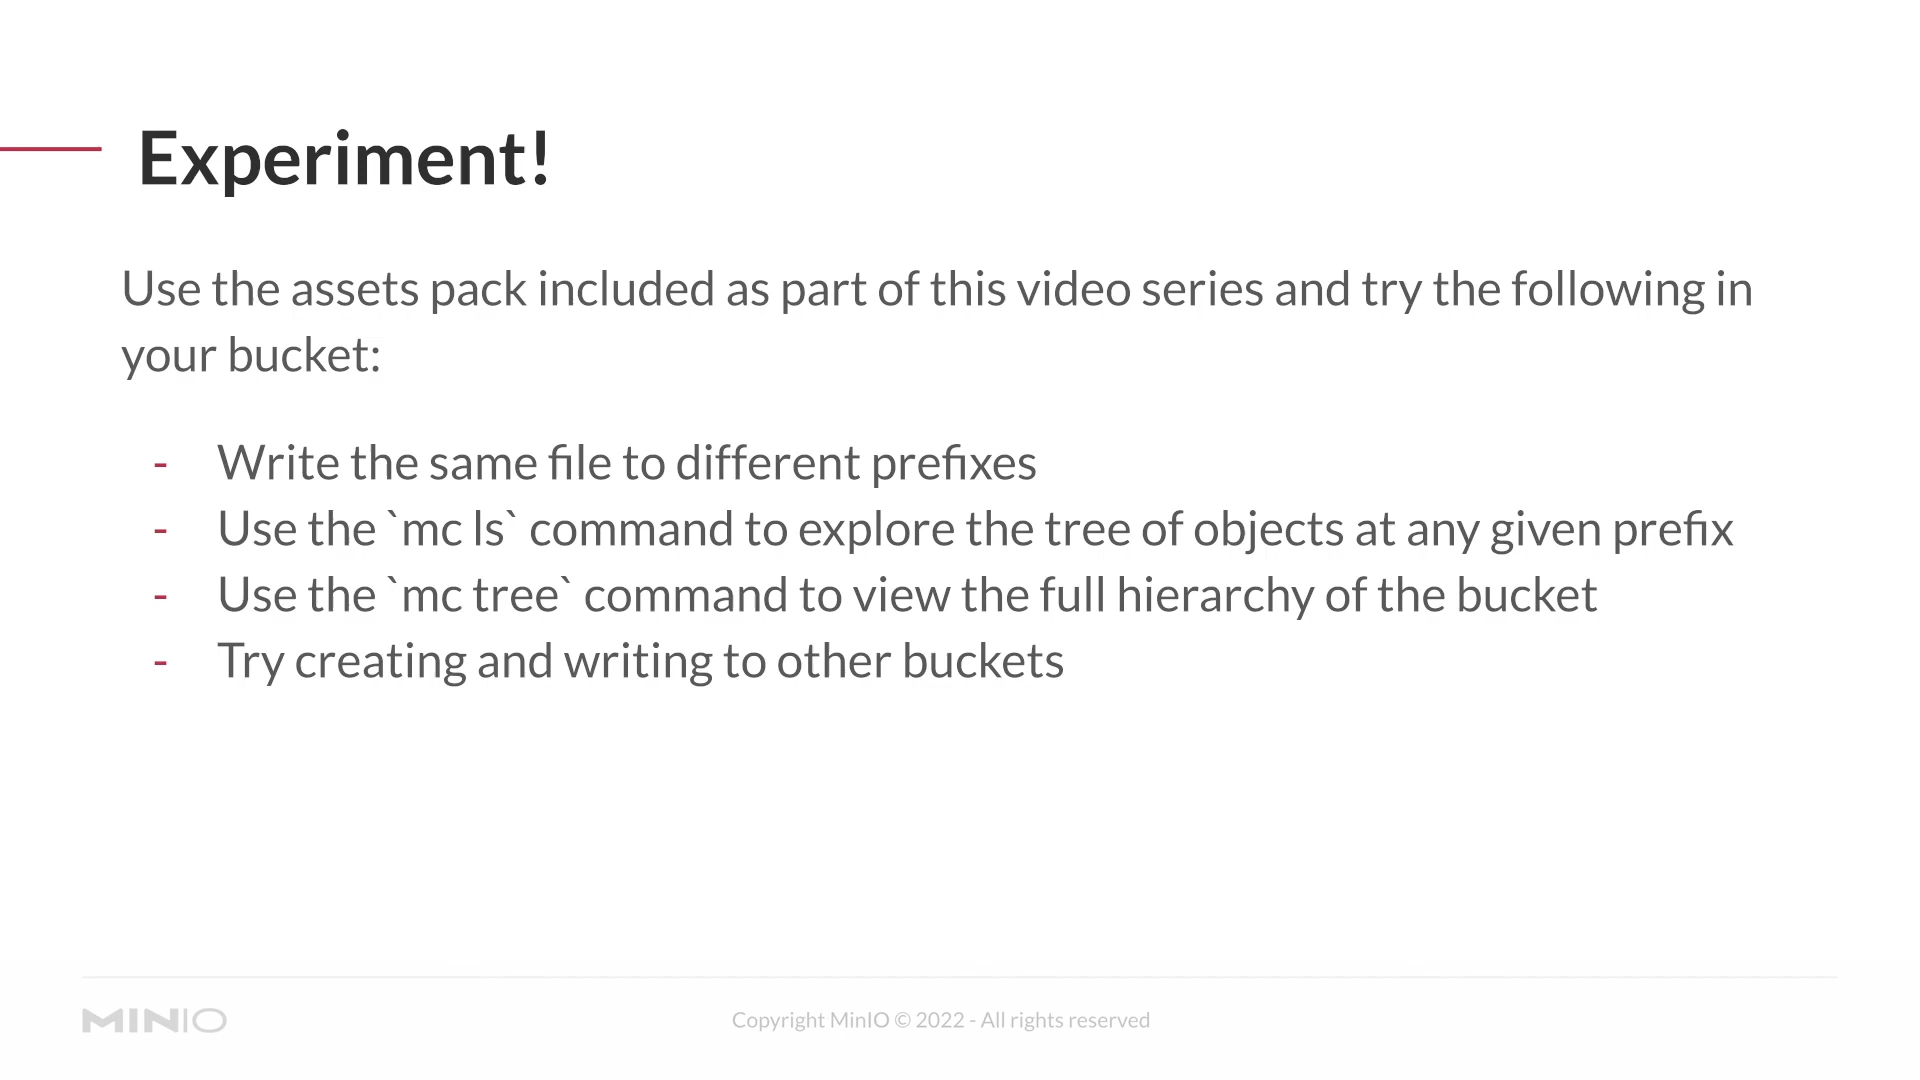 Experiment!
Use the assets pack included as part of this video series and try the following in
your bucket:
- Write the same file to different prefixes
- Use the `mc ls` command to explore the tree of objects at any given prefix
- Use the `mc tree` command to view the full hierarchy of the bucket
- Try creating and writing to other buckets
MINIO
Copyright MinIO © 2022 - All rights reserved